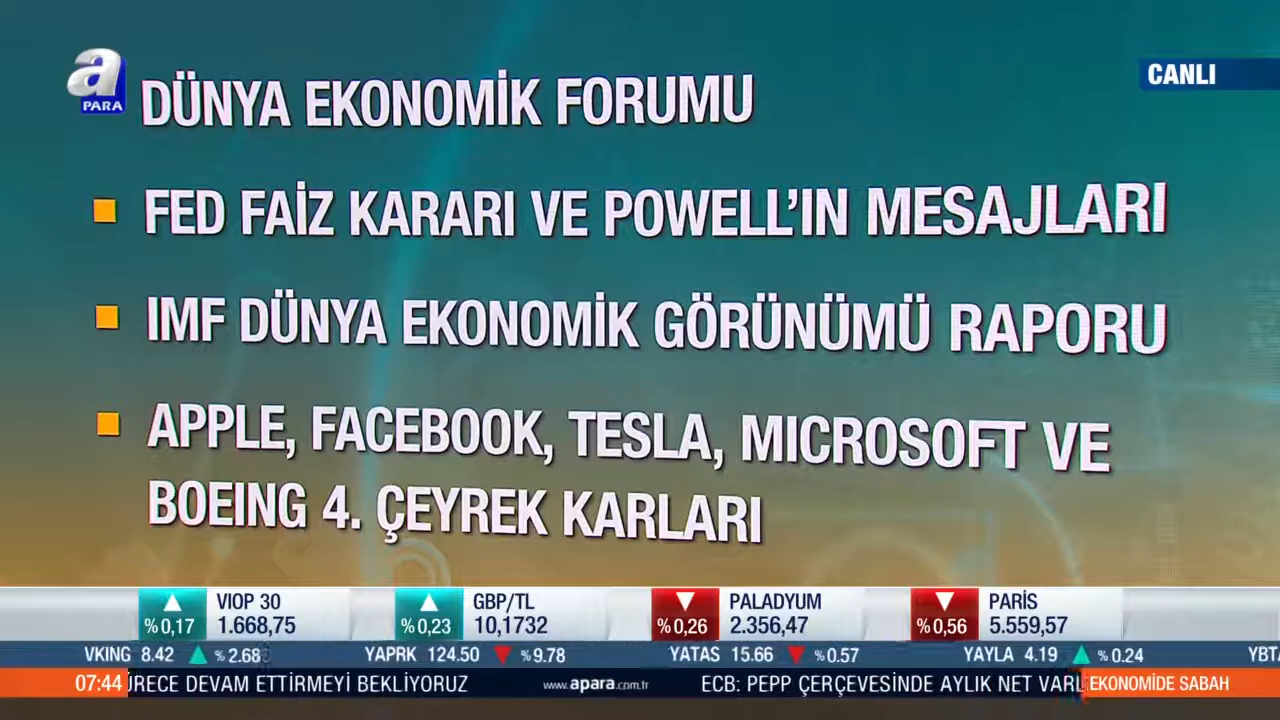 a
PARA
CANLI
DÜNYA EKONOMİK FORUMU
FED FAİZ KARARI VE POWELL'IN MESAJLARI
IMF DÜNYA EKONOMİK GÖRÜNÜMÜ RAPORU
APPLE, FACEBOOK, TESLA, MICROSOFT VE
BOEING 4. ÇEYREK KARLARI
%0,17 VIOP 30 1.668,75
%0,23 GBP/TL 10,1732
%0,26 PALADYUM 2.356,47
%0,56 PARİS 5.559,57
VKING 8.42 %2.68 YAPRK 124.50 %9.78 YATAS 15.66 %0.57 YAYLA 4.19 %0.24 YBT
07:44 ÜRECE DEVAM ETTİRMEYİ BEKLİYORUZ www.apara.com.tr ECB: PEPP ÇERÇEVESİNDE AYLIK NET VARL EKONOMİDE SABAH